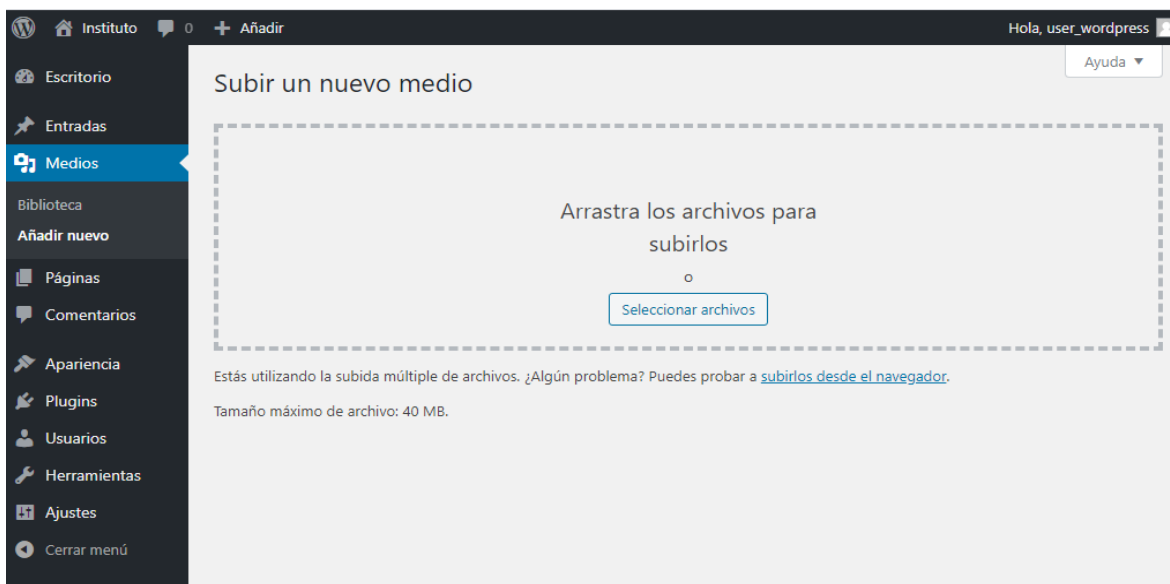 Instituto 0 Añadir Hola, user_wordpress
Escritorio
Entradas
Medios
Biblioteca
Añadir nuevo
Páginas
Comentarios
Apariencia
Plugins
Usuarios
Herramientas
Ajustes
Cerrar menú
Ayuda
Subir un nuevo medio
Arrastra los archivos para
subirlos
o
Seleccionar archivos
Estás utilizando la subida múltiple de archivos. ¿Algún problema? Puedes probar a subirlos desde el navegador.
Tamaño máximo de archivo: 40 MB.